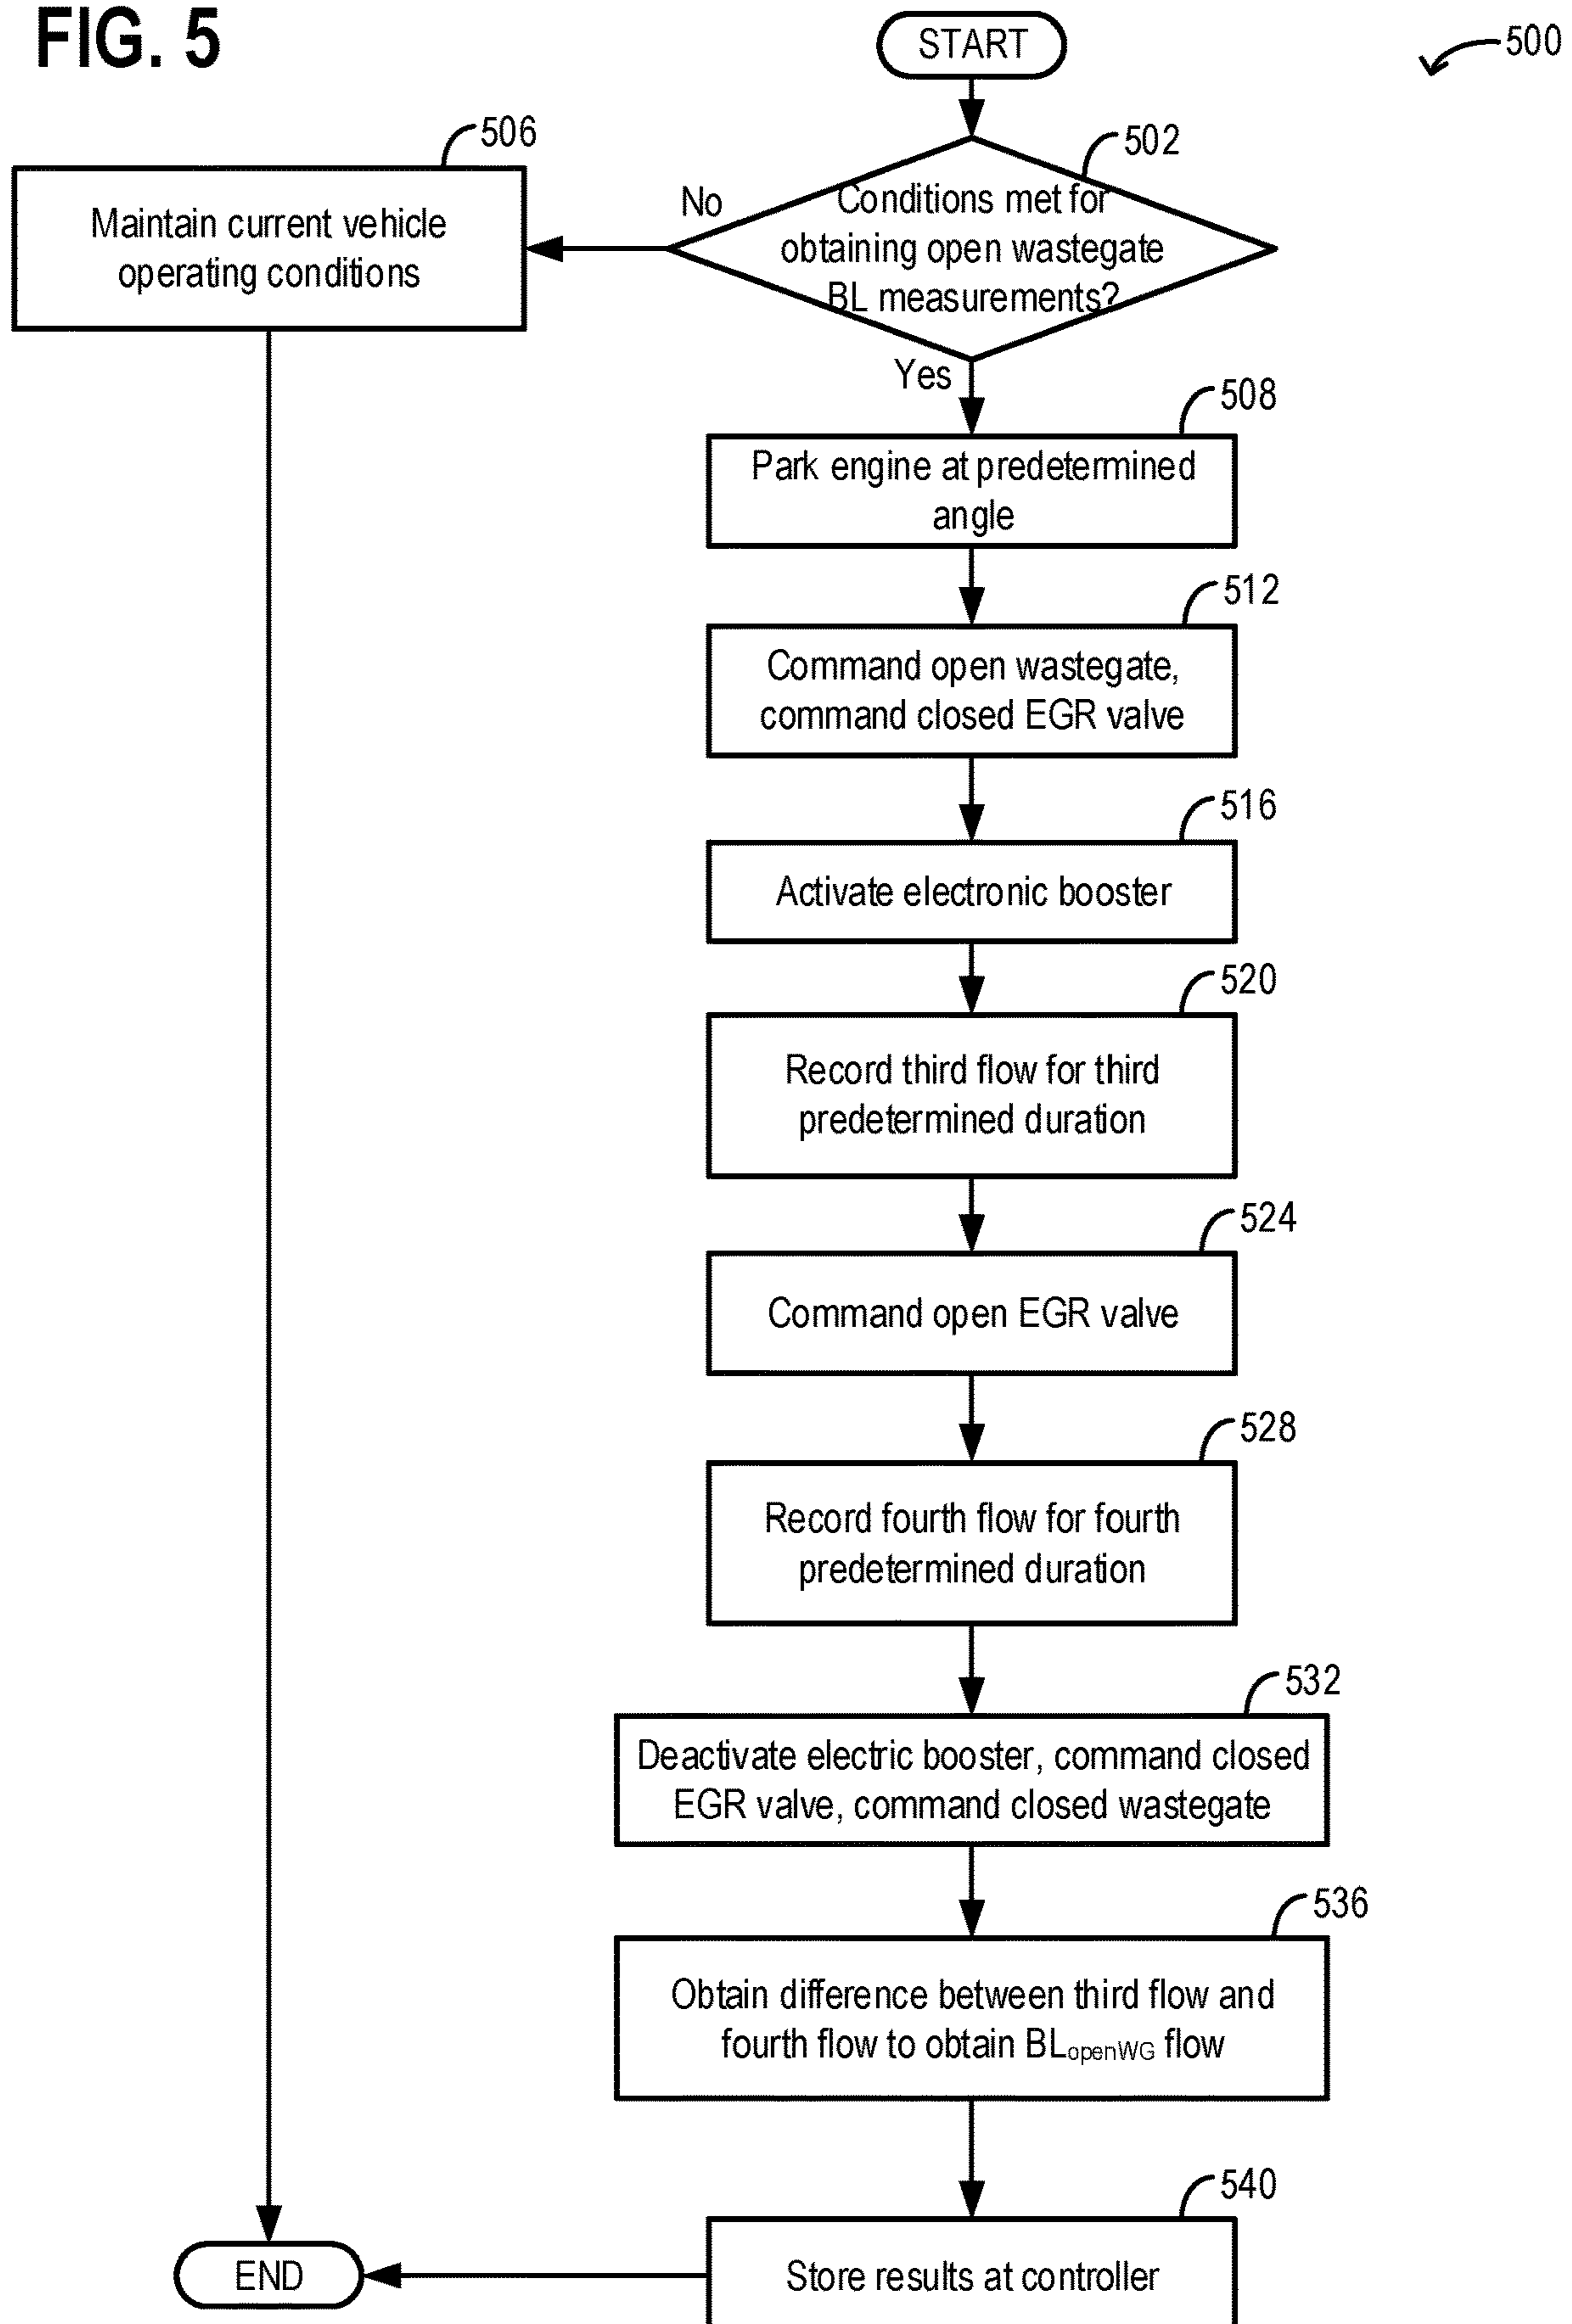 FIG. 5
START
500
506
502
Maintain current vehicle
operating conditions
No
Conditions met for
obtaining open wastegate
BL measurements?
Yes
508
Park engine at predetermined
angle
512
Command open wastegate,
command closed EGR valve
516
Activate electronic booster
520
Record third flow for third
predetermined duration
524
Command open EGR valve
528
Record fourth flow for fourth
predetermined duration
532
Deactivate electric booster, command closed
EGR valve, command closed wastegate
536
Obtain difference between third flow and
fourth flow to obtain BLopenWG flow
540
Store results at controller
END